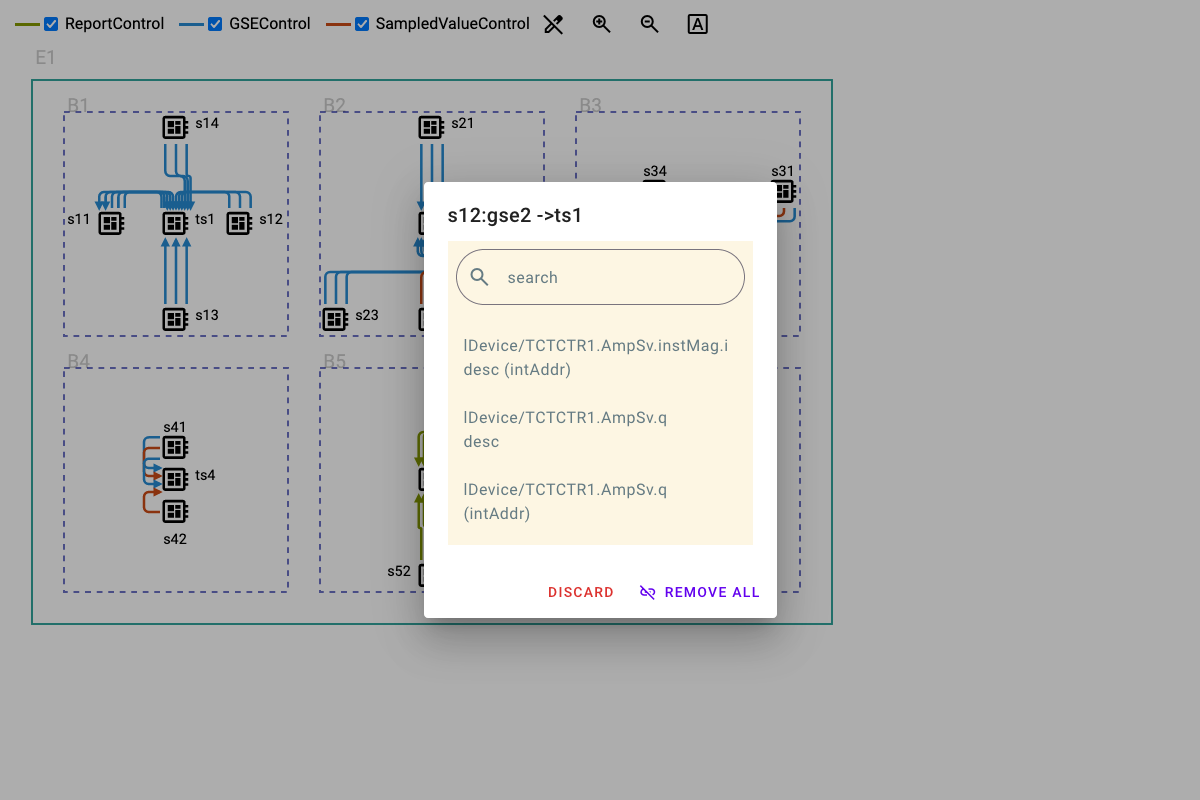 ReportControl GSEControl SampledValueControl A
E1
B1 B2 B3
s14 s21
s34 s31
s11 ts1 s12
s13 s23
B4 B5
s41
ts4
s42
s52
s12:gse2 ->ts1
search
lDevice/TCTCTR1.AmpSv.instMag.i
desc (intAddr)
lDevice/TCTCTR1.AmpSv.q
desc
lDevice/TCTCTR1.AmpSv.q
(intAddr)
DISCARD REMOVE ALL